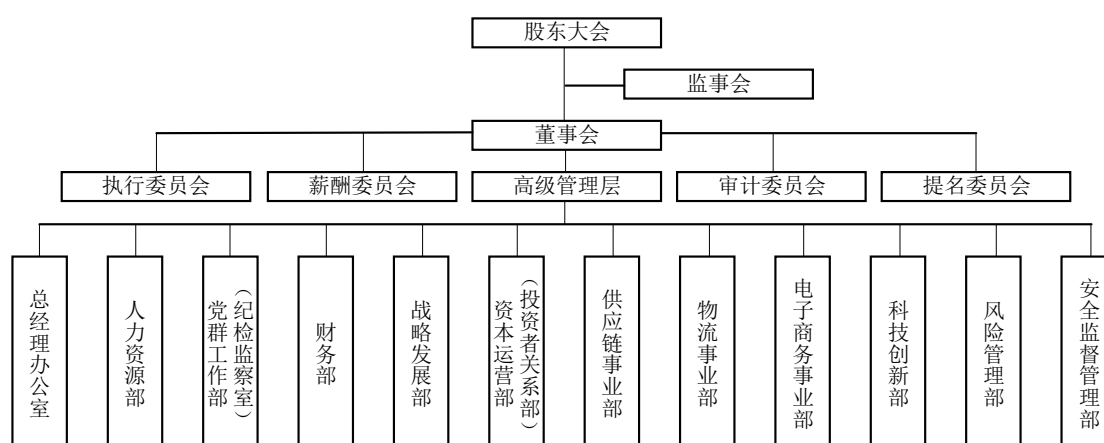 股东大会
监事会
董事会
执行委员会
薪酬委员会
高级管理层
审计委员会
提名委员会
总经理办公室
人力资源部
党群工作部
（纪检监察室）
财务部
战略发展部
资本运营部
（投资者关系部）
供应链事业部
物流事业部
电子商务事业部
科技创新部
风险管理部
安全监督管理部